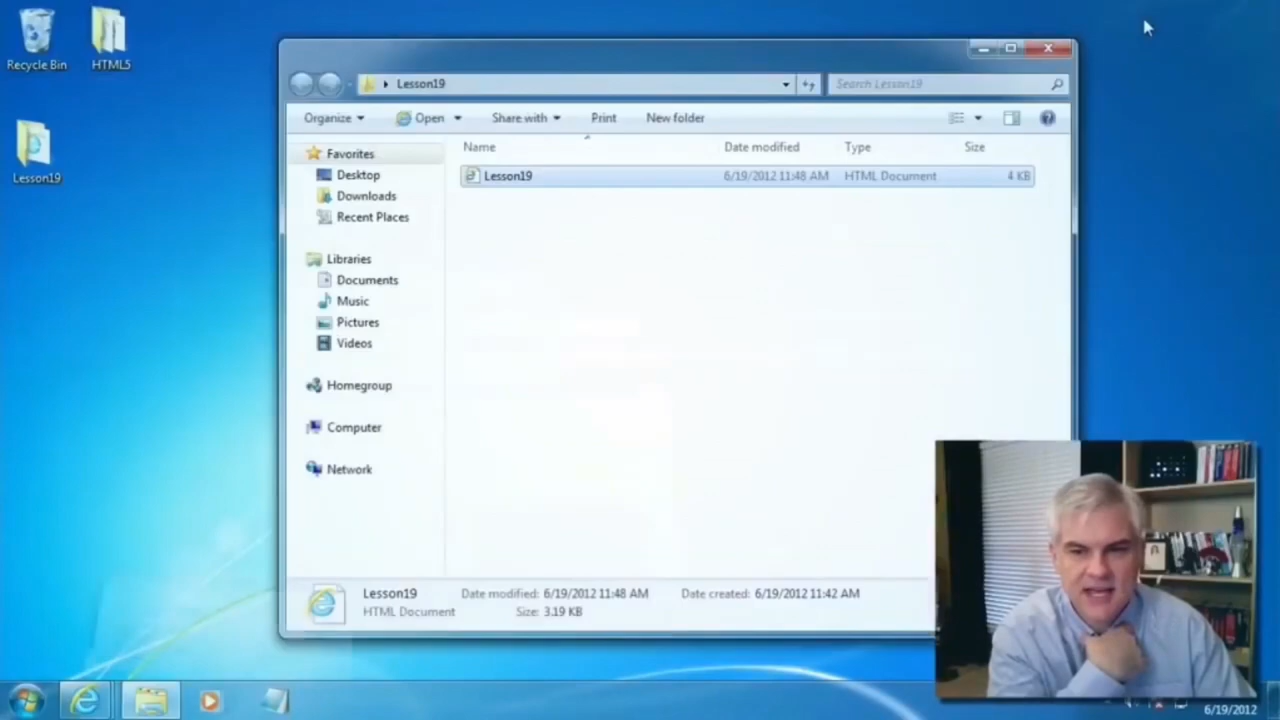 Recycle Bin
HTML5
Lesson19
Lesson19
Search Lesson19
Organize
Open
Share with
Print
New folder
Name
Date modified
Type
Size
Lesson19
6/19/2012 11:48 AM
HTML Document
4 KB
Favorites
Desktop
Downloads
Recent Places
Libraries
Documents
Music
Pictures
Videos
Homegroup
Computer
Network
Lesson19
Date modified: 6/19/2012 11:48 AM
Date created: 6/19/2012 11:42 AM
HTML Document
Size: 3.19 KB
6/19/2012